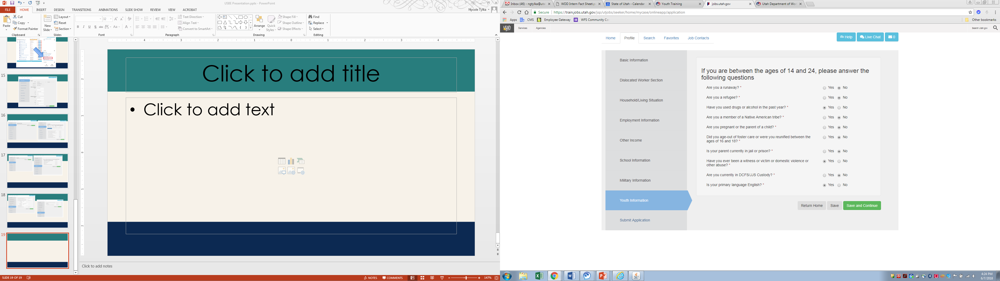 USBE Presentation.pptx - PowerPoint
FILE HOME INSERT DESIGN TRANSITIONS ANIMATIONS SLIDE SHOW REVIEW VIEW ACROBAT
Nycole Tylka
Paste
Cut
Copy
Format Painter
Clipboard
New Slide
Layout
Reset
Section
Slides
32
Font
Text Direction
Align Text
Convert to SmartArt
Paragraph
Arrange
Quick Styles
Shape Fill
Shape Outline
Shape Effects
Drawing
Find
Replace
Select
Editing
15
16
17
18
19
Click to add title
• Click to add text
Click to add notes
SLIDE 19 OF 19
NOTES COMMENTS 147%
Inbox (46) - ngtylka@uta
WDD Intern Fact Sheet.p
State of Utah - Calendar
Youth Training
jobs.utah.gov
Utah Department of Wor
Secure https://train.jobs.utah.gov/jsp/utjobs/seeker/home/mycase/onlineapp/application
Apps CMS Employee Gateway WFS Community Co
Other bookmarks
utah.gov Services Agencies
Search Utah.gov
Home Profile Search Favorites Job Contacts
Help Live Chat 0
Basic Information
Dislocated Worker Section
Household/Living Situation
Employment Information
Other Income
School Information
Military Information
Youth Information
Submit Application
If you are between the ages of 14 and 24, please answer the
following questions
Are you a runaway? * Yes No
Are you a refugee? * Yes No
Have you used drugs or alcohol in the past year? * Yes No
Are you a member of a Native American tribe? * Yes No
Are you pregnant or the parent of a child? * Yes No
Did you age-out of foster care or were you reunified between the Yes No
ages of 16 and 18? *
Is your parent currently in jail or prison? * Yes No
Have you ever been a witness or victim or domestic violence or Yes No
other abuse? *
Are you currently in DCFS/JJS Custody? * Yes No
Is your primary language English? * Yes No
Return Home Save Save and Continue
4:24 PM
6/7/2018